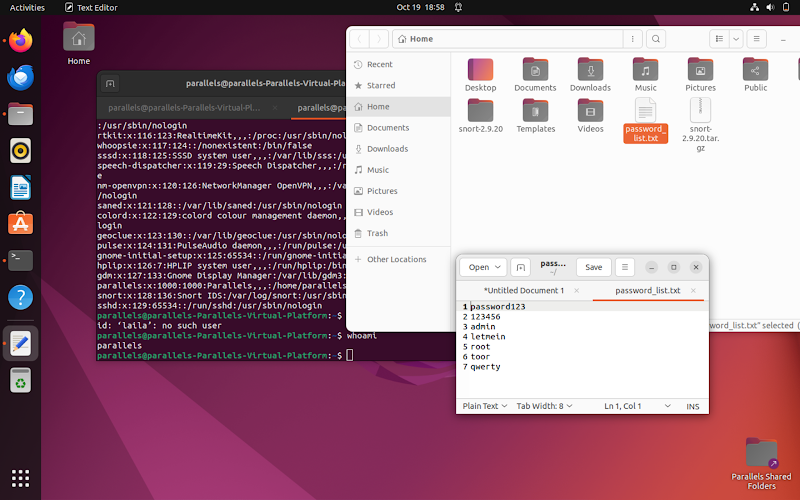 Activities
Text Editor
Oct 19 18:58
Home
parallels@parallels-Parallels-Virtual-Platform:
parallels@parallels-Parallels-Virtual-Pl...
parallels@
:/usr/sbin/nologin
rtkit:x:116:123:RealtimeKit,,,:/proc:/usr/sbin/nolo
whoopsie:x:117:124::/nonexistent:/bin/false
sssd:x:118:125:SSSD system user,,,:/var/lib/sss:/us
speech-dispatcher:x:119:29:Speech Dispatcher,,,:/ru
e
nm-openvpn:x:120:126:NetworkManager OpenVPN,,,:/va
/nologin
saned:x:121:128::/var/lib/saned:/usr/sbin/nologin
colord:x:122:129:colord colour management daemon,,,
login
geoclue:x:123:130::/var/lib/geoclue:/usr/sbin/nolog
pulse:x:124:131:PulseAudio daemon,,,:/run/pulse:/u
gnome-initial-setup:x:125:65534::/run/gnome-initial
hplip:x:126:7:HPLIP system user,,,:/run/hplip:/bin
gdm:x:127:133:Gnome Display Manager:/var/lib/gdm3:
parallels:x:1000:1000:Parallels,,,:/home/parallels
snort:x:128:136:Snort IDS:/var/log/snort:/usr/sbin
sshd:x:129:65534::/run/sshd:/usr/sbin/nologin
parallels@parallels-Parallels-Virtual-Platform:~$
id: 'laila': no such user
parallels@parallels-Parallels-Virtual-Platform:~$ whoami
parallels
parallels@parallels-Parallels-Virtual-Platform:~$
Home
Recent
Starred
Home
Documents
Downloads
Music
Pictures
Videos
Trash
Other Locations
Desktop
Documents
Downloads
Music
Pictures
Public
snort-2.9.20
Templates
Videos
password_
list.txt
snort-
2.9.20.tar.
gz
word_list.txt" selected (
Open
pass...
~/
Save
*Untitled Document 1
password_list.txt
1 password123
2 123456
3 admin
4 letmein
5 root
6 toor
7 qwerty
Plain Text
Tab Width: 8
Ln 1, Col 1
INS
Parallels Shared
Folders